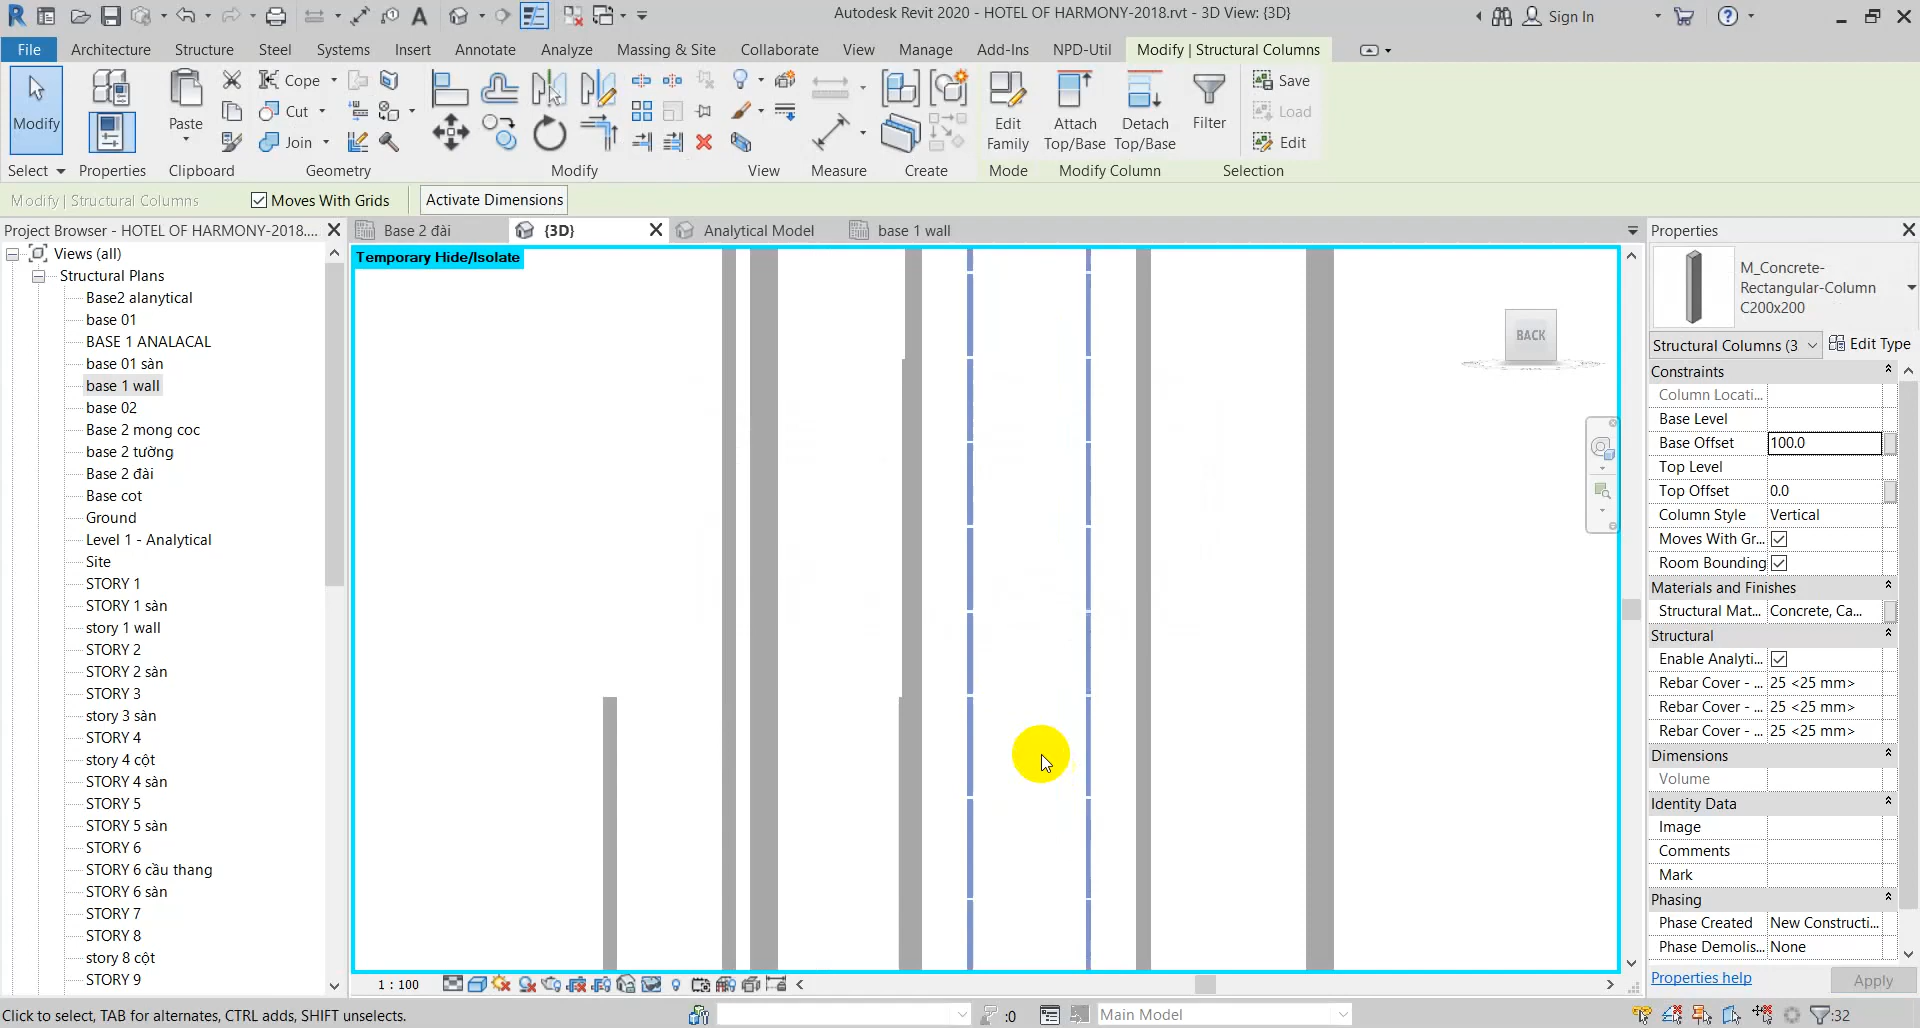 Autodesk Revit 2020 - HOTEL OF HARMONY-2018.rvt - 3D View: {3D}
Sign In
File
Architecture
Structure
Steel
Systems
Insert
Annotate
Analyze
Massing & Site
Collaborate
View
Manage
Add-Ins
NPD-Util
Modify | Structural Columns
Modify
Paste
Cope
Cut
Join
Edit Family
Attach Top/Base
Detach Top/Base
Filter
Save
Load
Edit
Select
Properties
Clipboard
Geometry
Modify
View
Measure
Create
Mode
Modify Column
Selection
Modify | Structural Columns
Moves With Grids
Activate Dimensions
Project Browser - HOTEL OF HARMONY-2018....
Base 2 đài
{3D}
Analytical Model
base 1 wall
Views (all)
Structural Plans
Base2 alanytical
base 01
BASE 1 ANALACAL
base 01 sàn
base 1 wall
base 02
Base 2 mong coc
base 2 tường
Base 2 đài
Base cot
Ground
Level 1 - Analytical
Site
STORY 1
STORY 1 sàn
story 1 wall
STORY 2
STORY 2 sàn
STORY 3
story 3 sàn
STORY 4
story 4 cột
STORY 4 sàn
STORY 5
STORY 5 sàn
STORY 6
STORY 6 cầu thang
STORY 6 sàn
STORY 7
STORY 8
story 8 cột
STORY 9
Temporary Hide/Isolate
BACK
1 : 100
Properties
M_Concrete-
Rectangular-Column
C200x200
Structural Columns (3
Edit Type
Constraints
Column Locati...
Base Level
Base Offset 100.0
Top Level
Top Offset 0.0
Column Style Vertical
Moves With Gr...
Room Bounding
Materials and Finishes
Structural Mat... Concrete, Ca...
Structural
Enable Analyti...
Rebar Cover - ... 25 <25 mm>
Rebar Cover - ... 25 <25 mm>
Rebar Cover - ... 25 <25 mm>
Dimensions
Volume
Identity Data
Image
Comments
Mark
Phasing
Phase Created New Constructi...
Phase Demolis... None
Properties help
Apply
Click to select, TAB for alternates, CTRL adds, SHIFT unselects.
:0
Main Model
:32